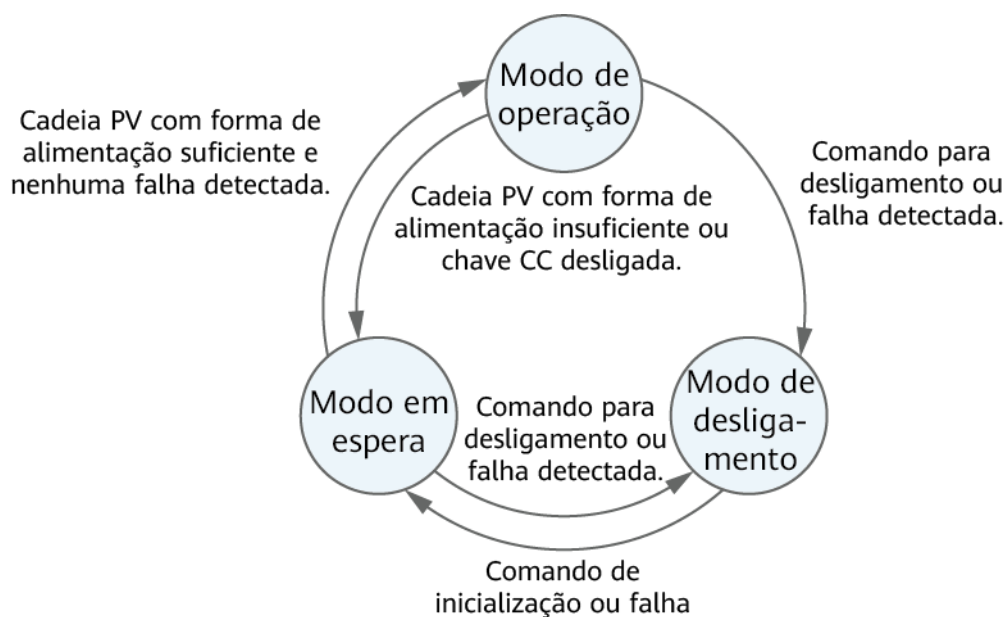 Modo de
operação
Cadeia PV com forma de
alimentação suficiente e
nenhuma falha detectada.
Comando para
desligamento ou
falha detectada.
Cadeia PV com forma de
alimentação insuficiente ou
chave CC desligada.
Modo em
espera
Comando para
desligamento ou
falha detectada.
Modo de
desliga-
mento
Comando de
inicialização ou falha